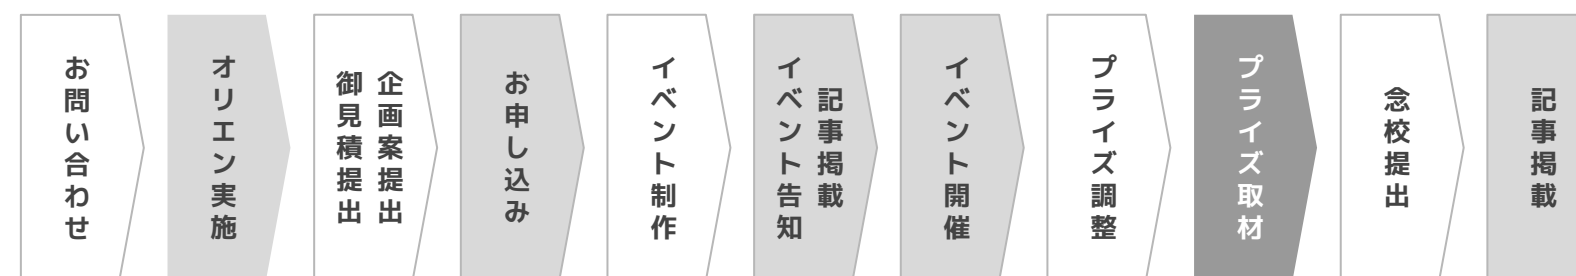 お問い合わせ
オリエン実施
企画案提出
御見積提出
お申し込み
イベント制作
記事掲載
イベント告知
イベント開催
プライズ調整
プライズ取材
念校提出
記事掲載